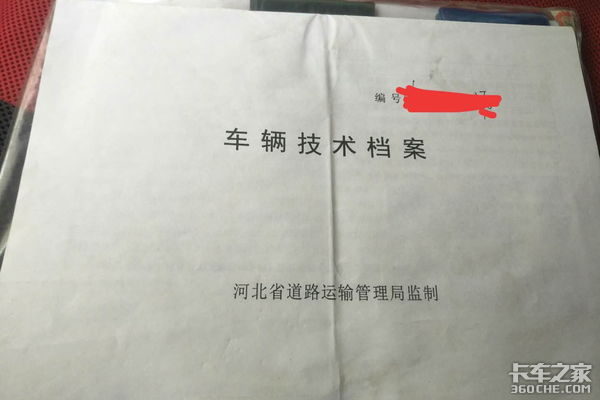 编号
车辆技术档案
河北省道路运输管理局监制
卡车之家
360CHE.COM